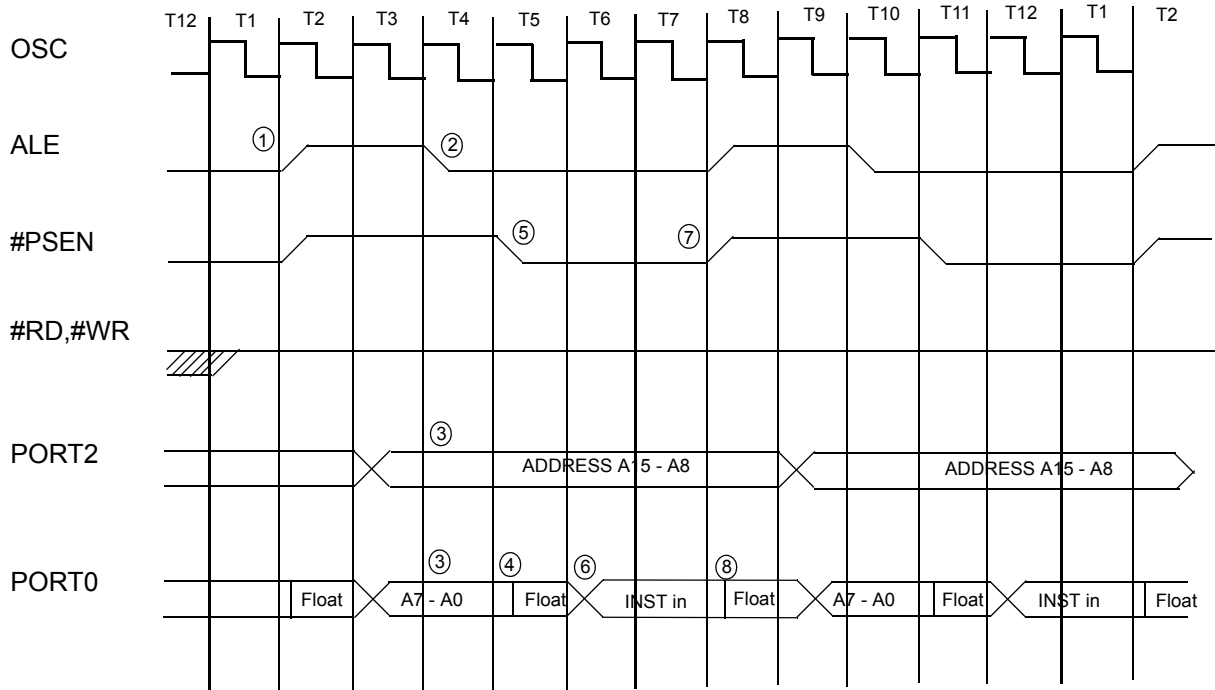 T12 T1 T2 T3 T4 T5 T6 T7 T8 T9 T10 T11 T12 T1 T2
OSC
ALE ① ②
#PSEN ⑤ ⑦
#RD,#WR
③
PORT2 ADDRESS A15 - A8 ADDRESS A15 - A8
③ ④ ⑥ ⑧
PORT0 Float A7 - A0 Float INST in Float A7 - A0 Float INST in Float